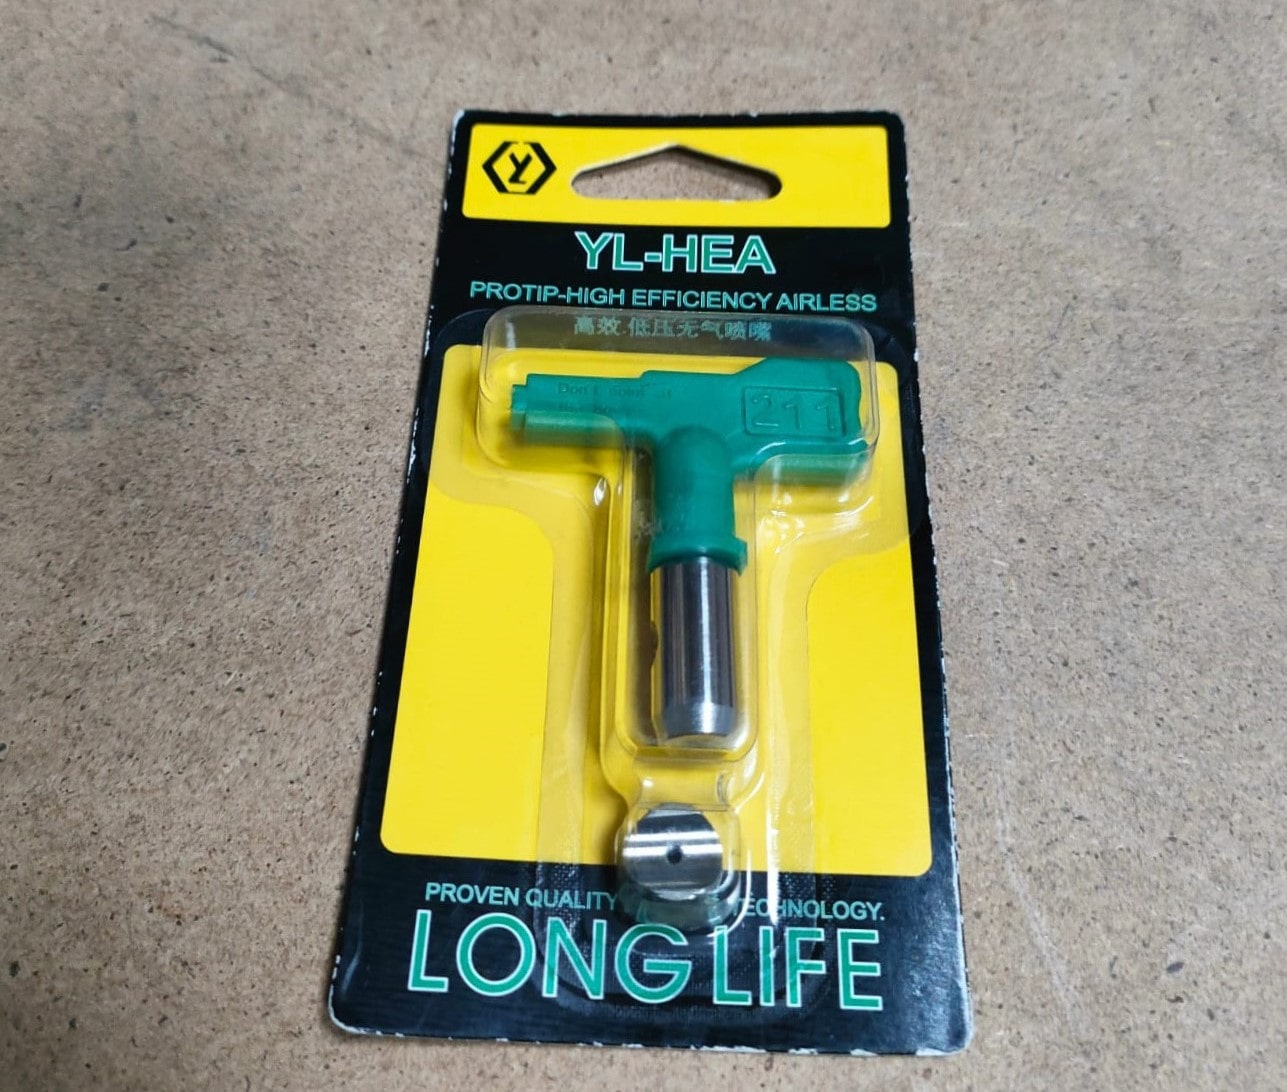 Y
YL-HEA
PROTIP-HIGH EFFICIENCY AIRLESS
高效.低压无气喷嘴
Don't
211
PROVEN QUALITY TECHNOLOGY.
LONG LIFE